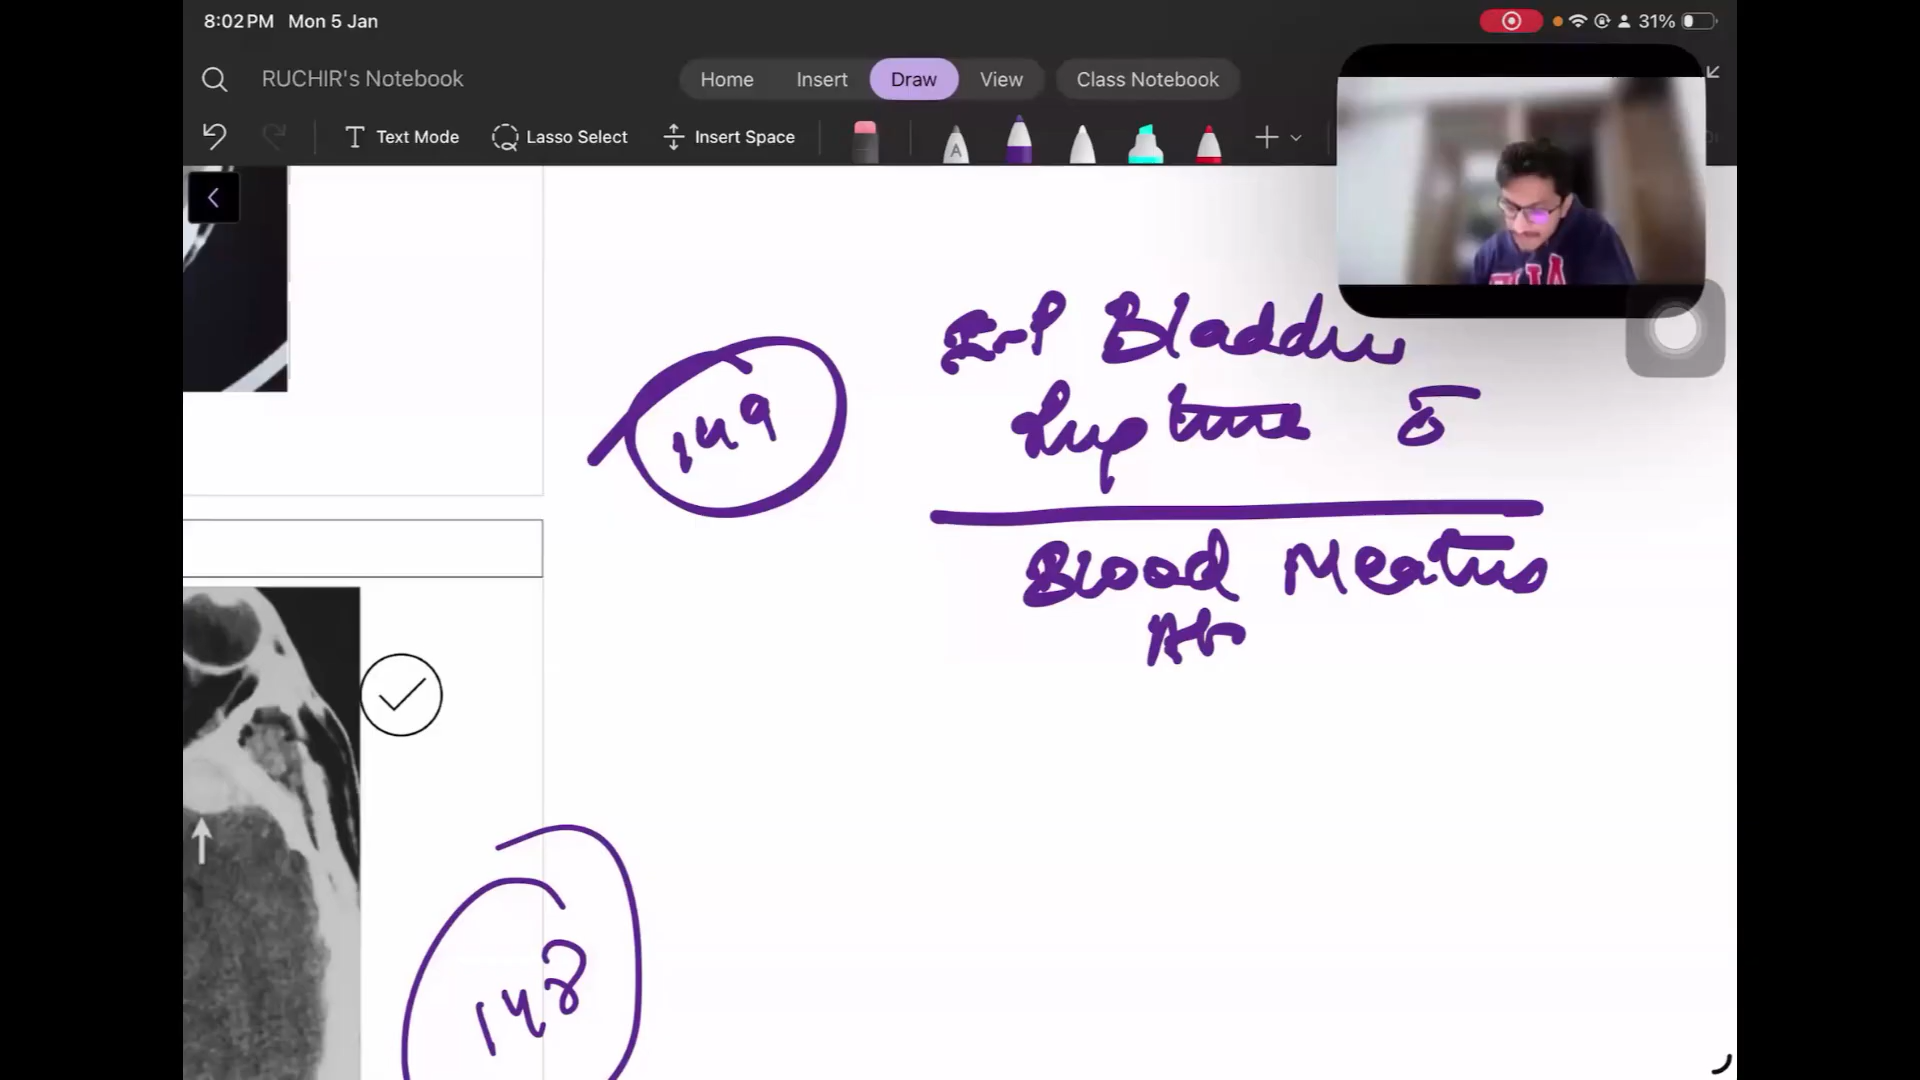 8:02 PM Mon 5 Jan
31%
RUCHIR's Notebook
Home Insert Draw View Class Notebook
Text Mode Lasso Select Insert Space
A
149
I-P Bladder
Rupture c̄
Blood Meatus
Ab
148